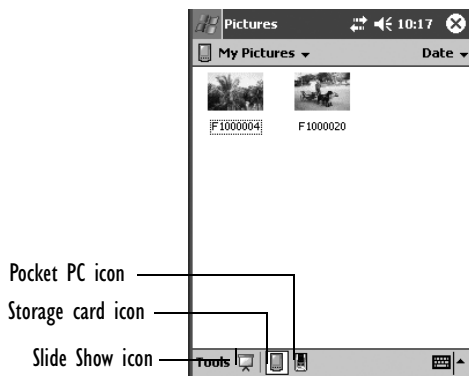 Pictures 10:17
My Pictures Date
F1000004 F1000020
Pocket PC icon
Storage card icon
Slide Show icon
Tools